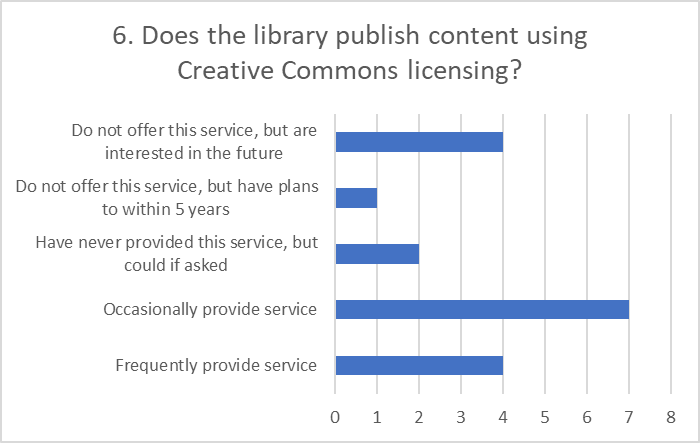 6. Does the library publish content using
Creative Commons licensing?
Do not offer this service, but are
interested in the future
Do not offer this service, but have plans
to within 5 years
Have never provided this service, but
could if asked
Occasionally provide service
Frequently provide service
0 1 2 3 4 5 6 7 8